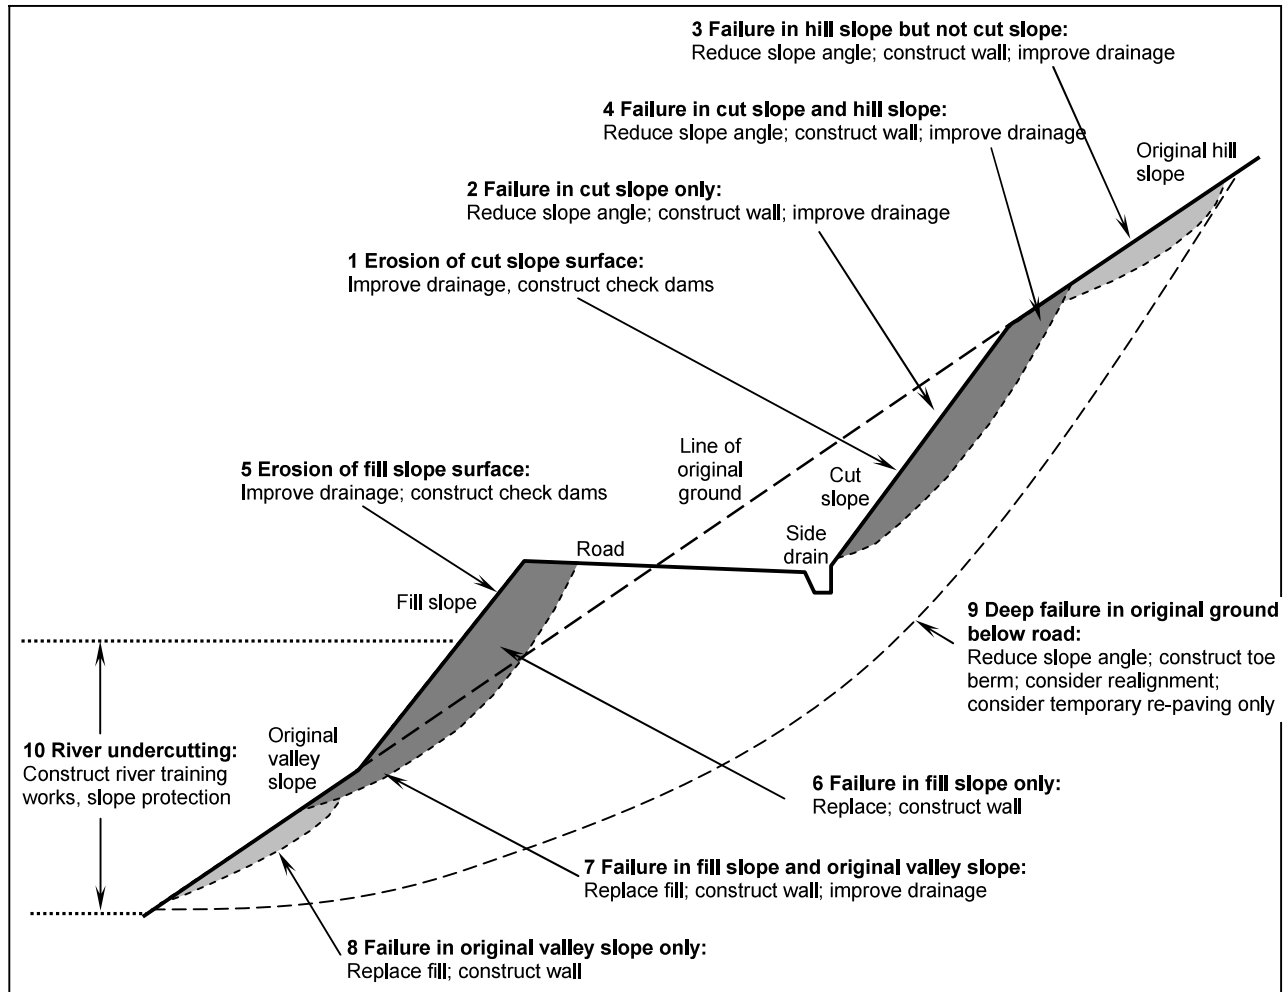 3 Failure in hill slope but not cut slope:
Reduce slope angle; construct wall; improve drainage
4 Failure in cut slope and hill slope:
Reduce slope angle; construct wall; improve drainage
Original hill
slope
2 Failure in cut slope only:
Reduce slope angle; construct wall; improve drainage
1 Erosion of cut slope surface:
Improve drainage, construct check dams
Line of
original
ground
Cut
slope
5 Erosion of fill slope surface:
Improve drainage; construct check dams
Side
drain
Road
Fill slope
9 Deep failure in original ground
below road:
Reduce slope angle; construct toe
berm; consider realignment;
consider temporary re-paving only
10 River undercutting:
Construct river training
works, slope protection
Original
valley
slope
6 Failure in fill slope only:
Replace; construct wall
7 Failure in fill slope and original valley slope:
Replace fill; construct wall; improve drainage
8 Failure in original valley slope only:
Replace fill; construct wall